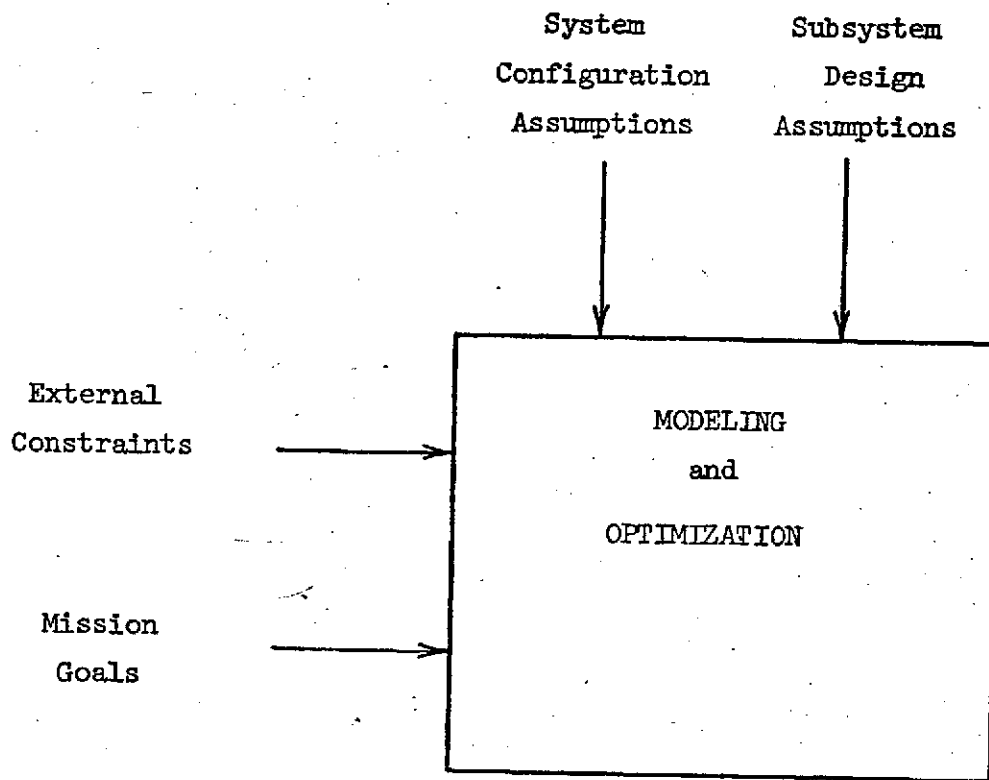 System
Configuration
Assumptions
Subsystem
Design
Assumptions
External
Constraints
MODELING
and
OPTIMIZATION
Mission
Goals